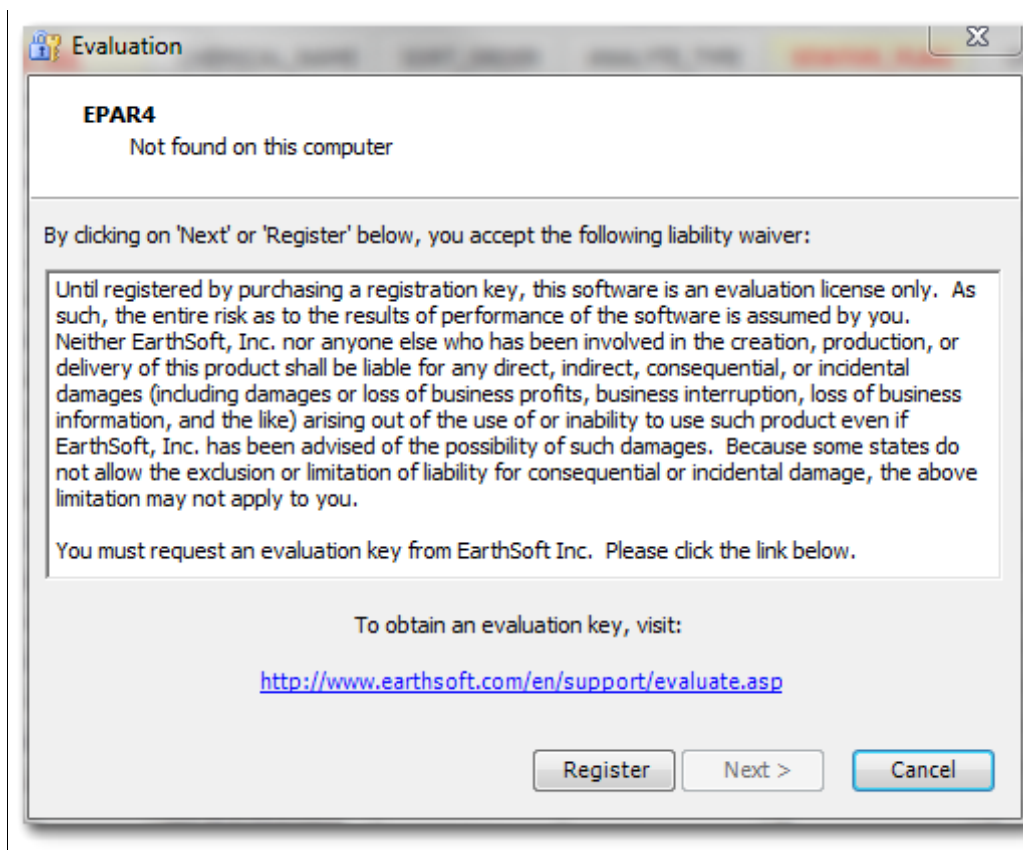 Evaluation
EPAR4
Not found on this computer
By clicking on 'Next' or 'Register' below, you accept the following liability waiver:
Until registered by purchasing a registration key, this software is an evaluation license only.  As
such, the entire risk as to the results of performance of the software is assumed by you.
Neither EarthSoft, Inc. nor anyone else who has been involved in the creation, production, or
delivery of this product shall be liable for any direct, indirect, consequential, or incidental
damages (including damages or loss of business profits, business interruption, loss of business
information, and the like) arising out of the use of or inability to use such product even if
EarthSoft, Inc. has been advised of the possibility of such damages.  Because some states do
not allow the exclusion or limitation of liability for consequential or incidental damage, the above
limitation may not apply to you.
You must request an evaluation key from EarthSoft Inc.  Please click the link below.
To obtain an evaluation key, visit:
http://www.earthsoft.com/en/support/evaluate.asp
Register
Next >
Cancel